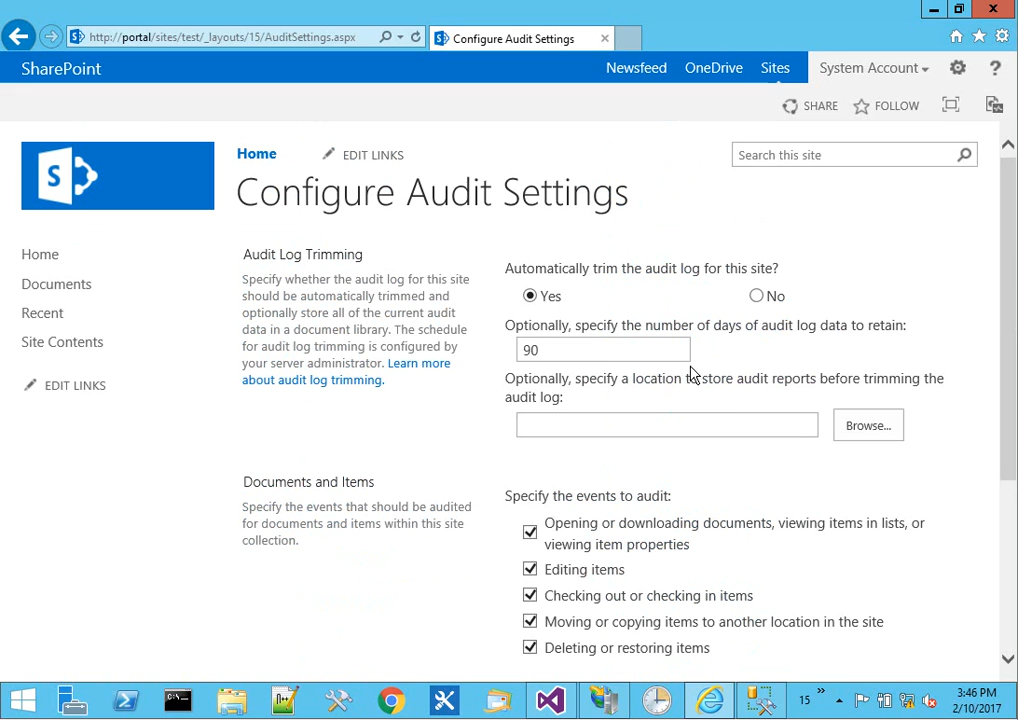 http://portal/sites/test/_layouts/15/AuditSettings.aspx
Configure Audit Settings
SharePoint
Newsfeed
OneDrive
Sites
System Account
?
SHARE
FOLLOW
S
Home
EDIT LINKS
Search this site
Configure Audit Settings
Home
Documents
Recent
Site Contents
EDIT LINKS
Audit Log Trimming
Specify whether the audit log for this site
should be automatically trimmed and
optionally store all of the current audit
data in a document library. The schedule
for audit log trimming is configured by
your server administrator. Learn more
about audit log trimming.
Automatically trim the audit log for this site?
Yes
No
Optionally, specify the number of days of audit log data to retain:
90
Optionally, specify a location to store audit reports before trimming the
audit log:
Browse...
Documents and Items
Specify the events that should be audited
for documents and items within this site
collection.
Specify the events to audit:
Opening or downloading documents, viewing items in lists, or
viewing item properties
Editing items
Checking out or checking in items
Moving or copying items to another location in the site
Deleting or restoring items
15
3:46 PM
2/10/2017